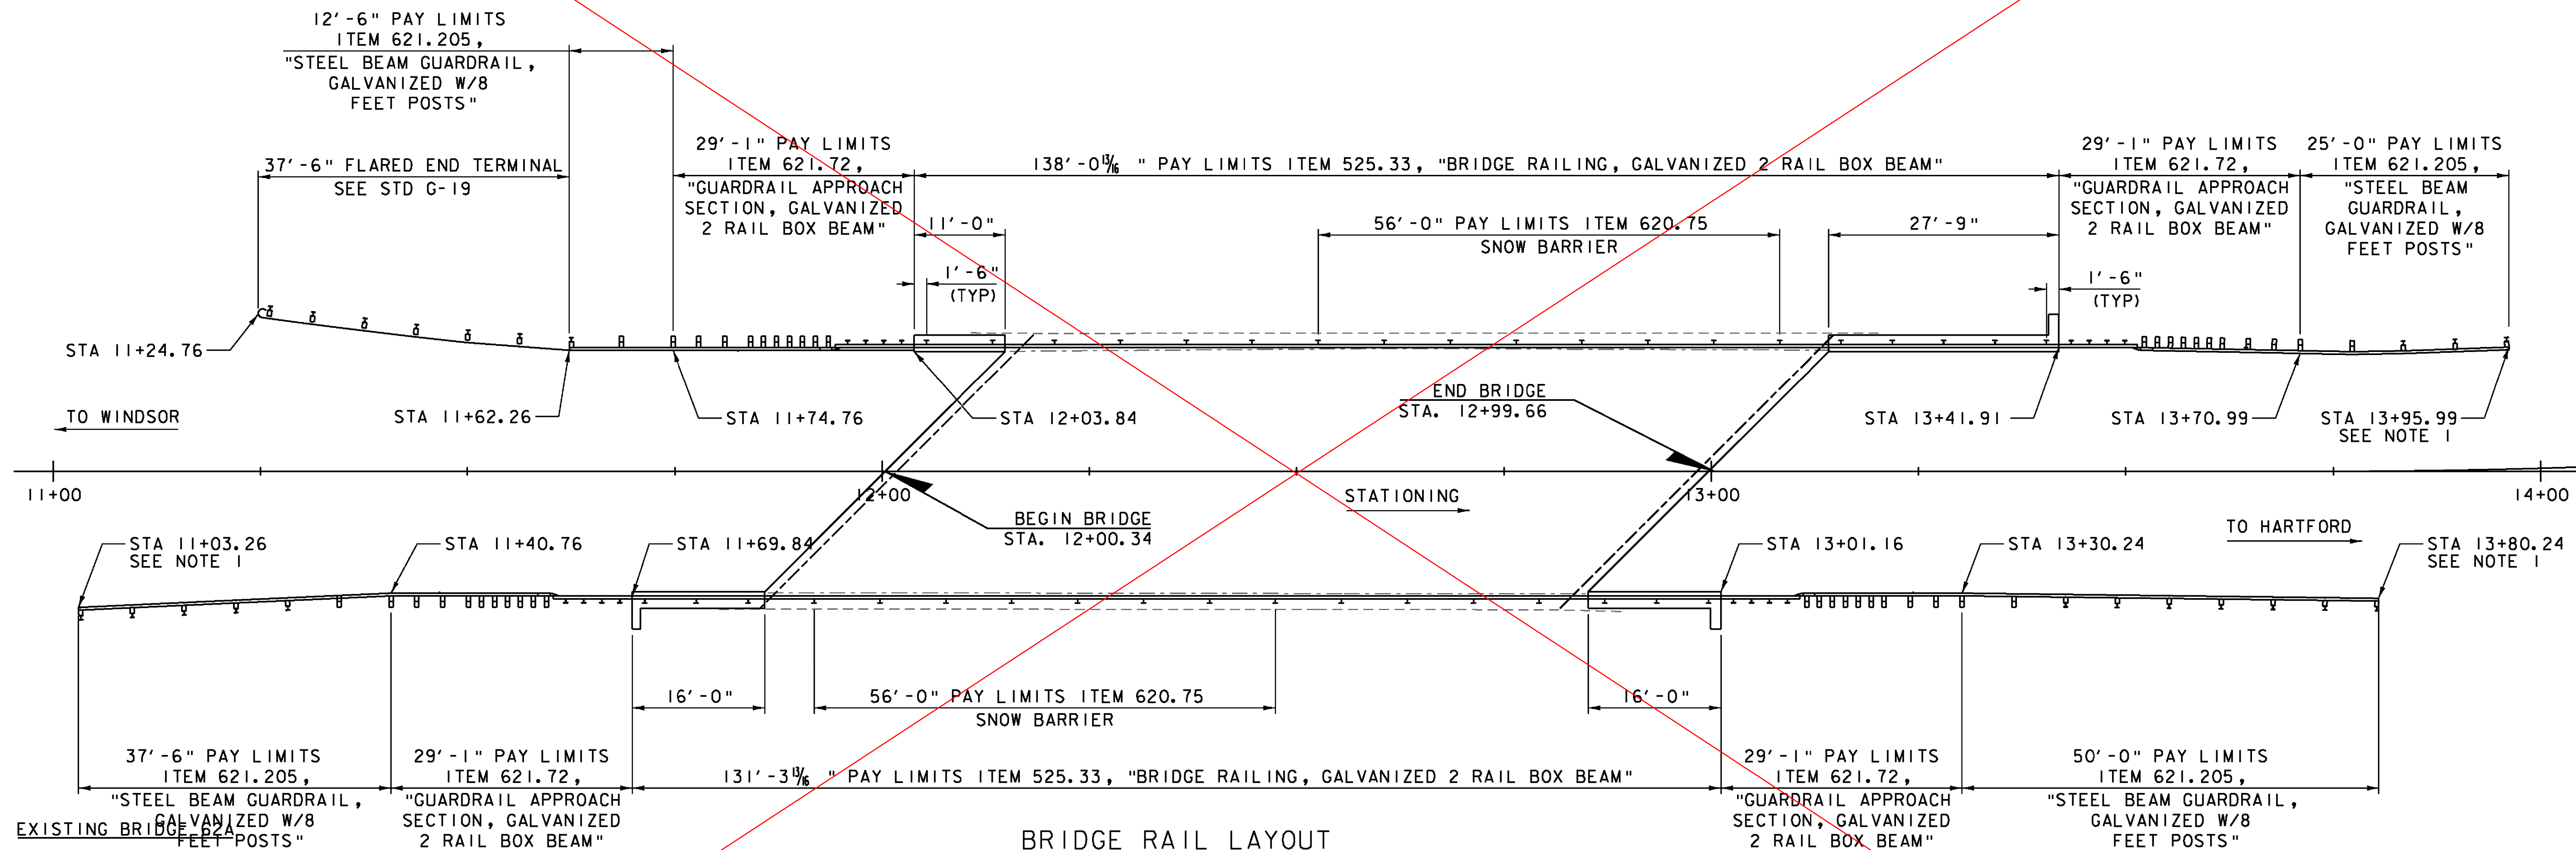 12'-6" PAY LIMITS
ITEM 621.205,
"STEEL BEAM GUARDRAIL,
GALVANIZED W/8
FEET POSTS"
37'-6" FLARED END TERMINAL
SEE STD G-19
29'-1" PAY LIMITS
ITEM 621.72,
"GUARDRAIL APPROACH
SECTION, GALVANIZED
2 RAIL BOX BEAM"
138'-0 13/16 " PAY LIMITS ITEM 525.33, "BRIDGE RAILING, GALVANIZED 2 RAIL BOX BEAM"
29'-1" PAY LIMITS
ITEM 621.72,
"GUARDRAIL APPROACH
SECTION, GALVANIZED
2 RAIL BOX BEAM"
25'-0" PAY LIMITS
ITEM 621.205,
"STEEL BEAM
GUARDRAIL,
GALVANIZED W/8
FEET POSTS"
11'-0"
1'-6"
(TYP)
56'-0" PAY LIMITS ITEM 620.75
SNOW BARRIER
27'-9"
1'-6"
(TYP)
STA 11+24.76
STA 11+62.26
STA 11+74.76
STA 12+03.84
END BRIDGE
STA. 12+99.66
STA 13+41.91
STA 13+70.99
STA 13+95.99
SEE NOTE 1
TO WINDSOR
11+00
12+00
13+00
14+00
STATIONING
BEGIN BRIDGE
STA. 12+00.34
TO HARTFORD
STA 11+03.26
SEE NOTE 1
STA 11+40.76
STA 11+69.84
STA 13+01.16
STA 13+30.24
STA 13+80.24
SEE NOTE 1
16'-0"
56'-0" PAY LIMITS ITEM 620.75
SNOW BARRIER
16'-0"
37'-6" PAY LIMITS
ITEM 621.205,
"STEEL BEAM GUARDRAIL,
GALVANIZED W/8
FEET POSTS"
29'-1" PAY LIMITS
ITEM 621.72,
"GUARDRAIL APPROACH
SECTION, GALVANIZED
2 RAIL BOX BEAM"
131'-3 13/16 " PAY LIMITS ITEM 525.33, "BRIDGE RAILING, GALVANIZED 2 RAIL BOX BEAM"
29'-1" PAY LIMITS
ITEM 621.72,
"GUARDRAIL APPROACH
SECTION, GALVANIZED
2 RAIL BOX BEAM"
50'-0" PAY LIMITS
ITEM 621.205,
"STEEL BEAM GUARDRAIL,
GALVANIZED W/8
FEET POSTS"
EXISTING BRIDGE 62A
BRIDGE RAIL LAYOUT